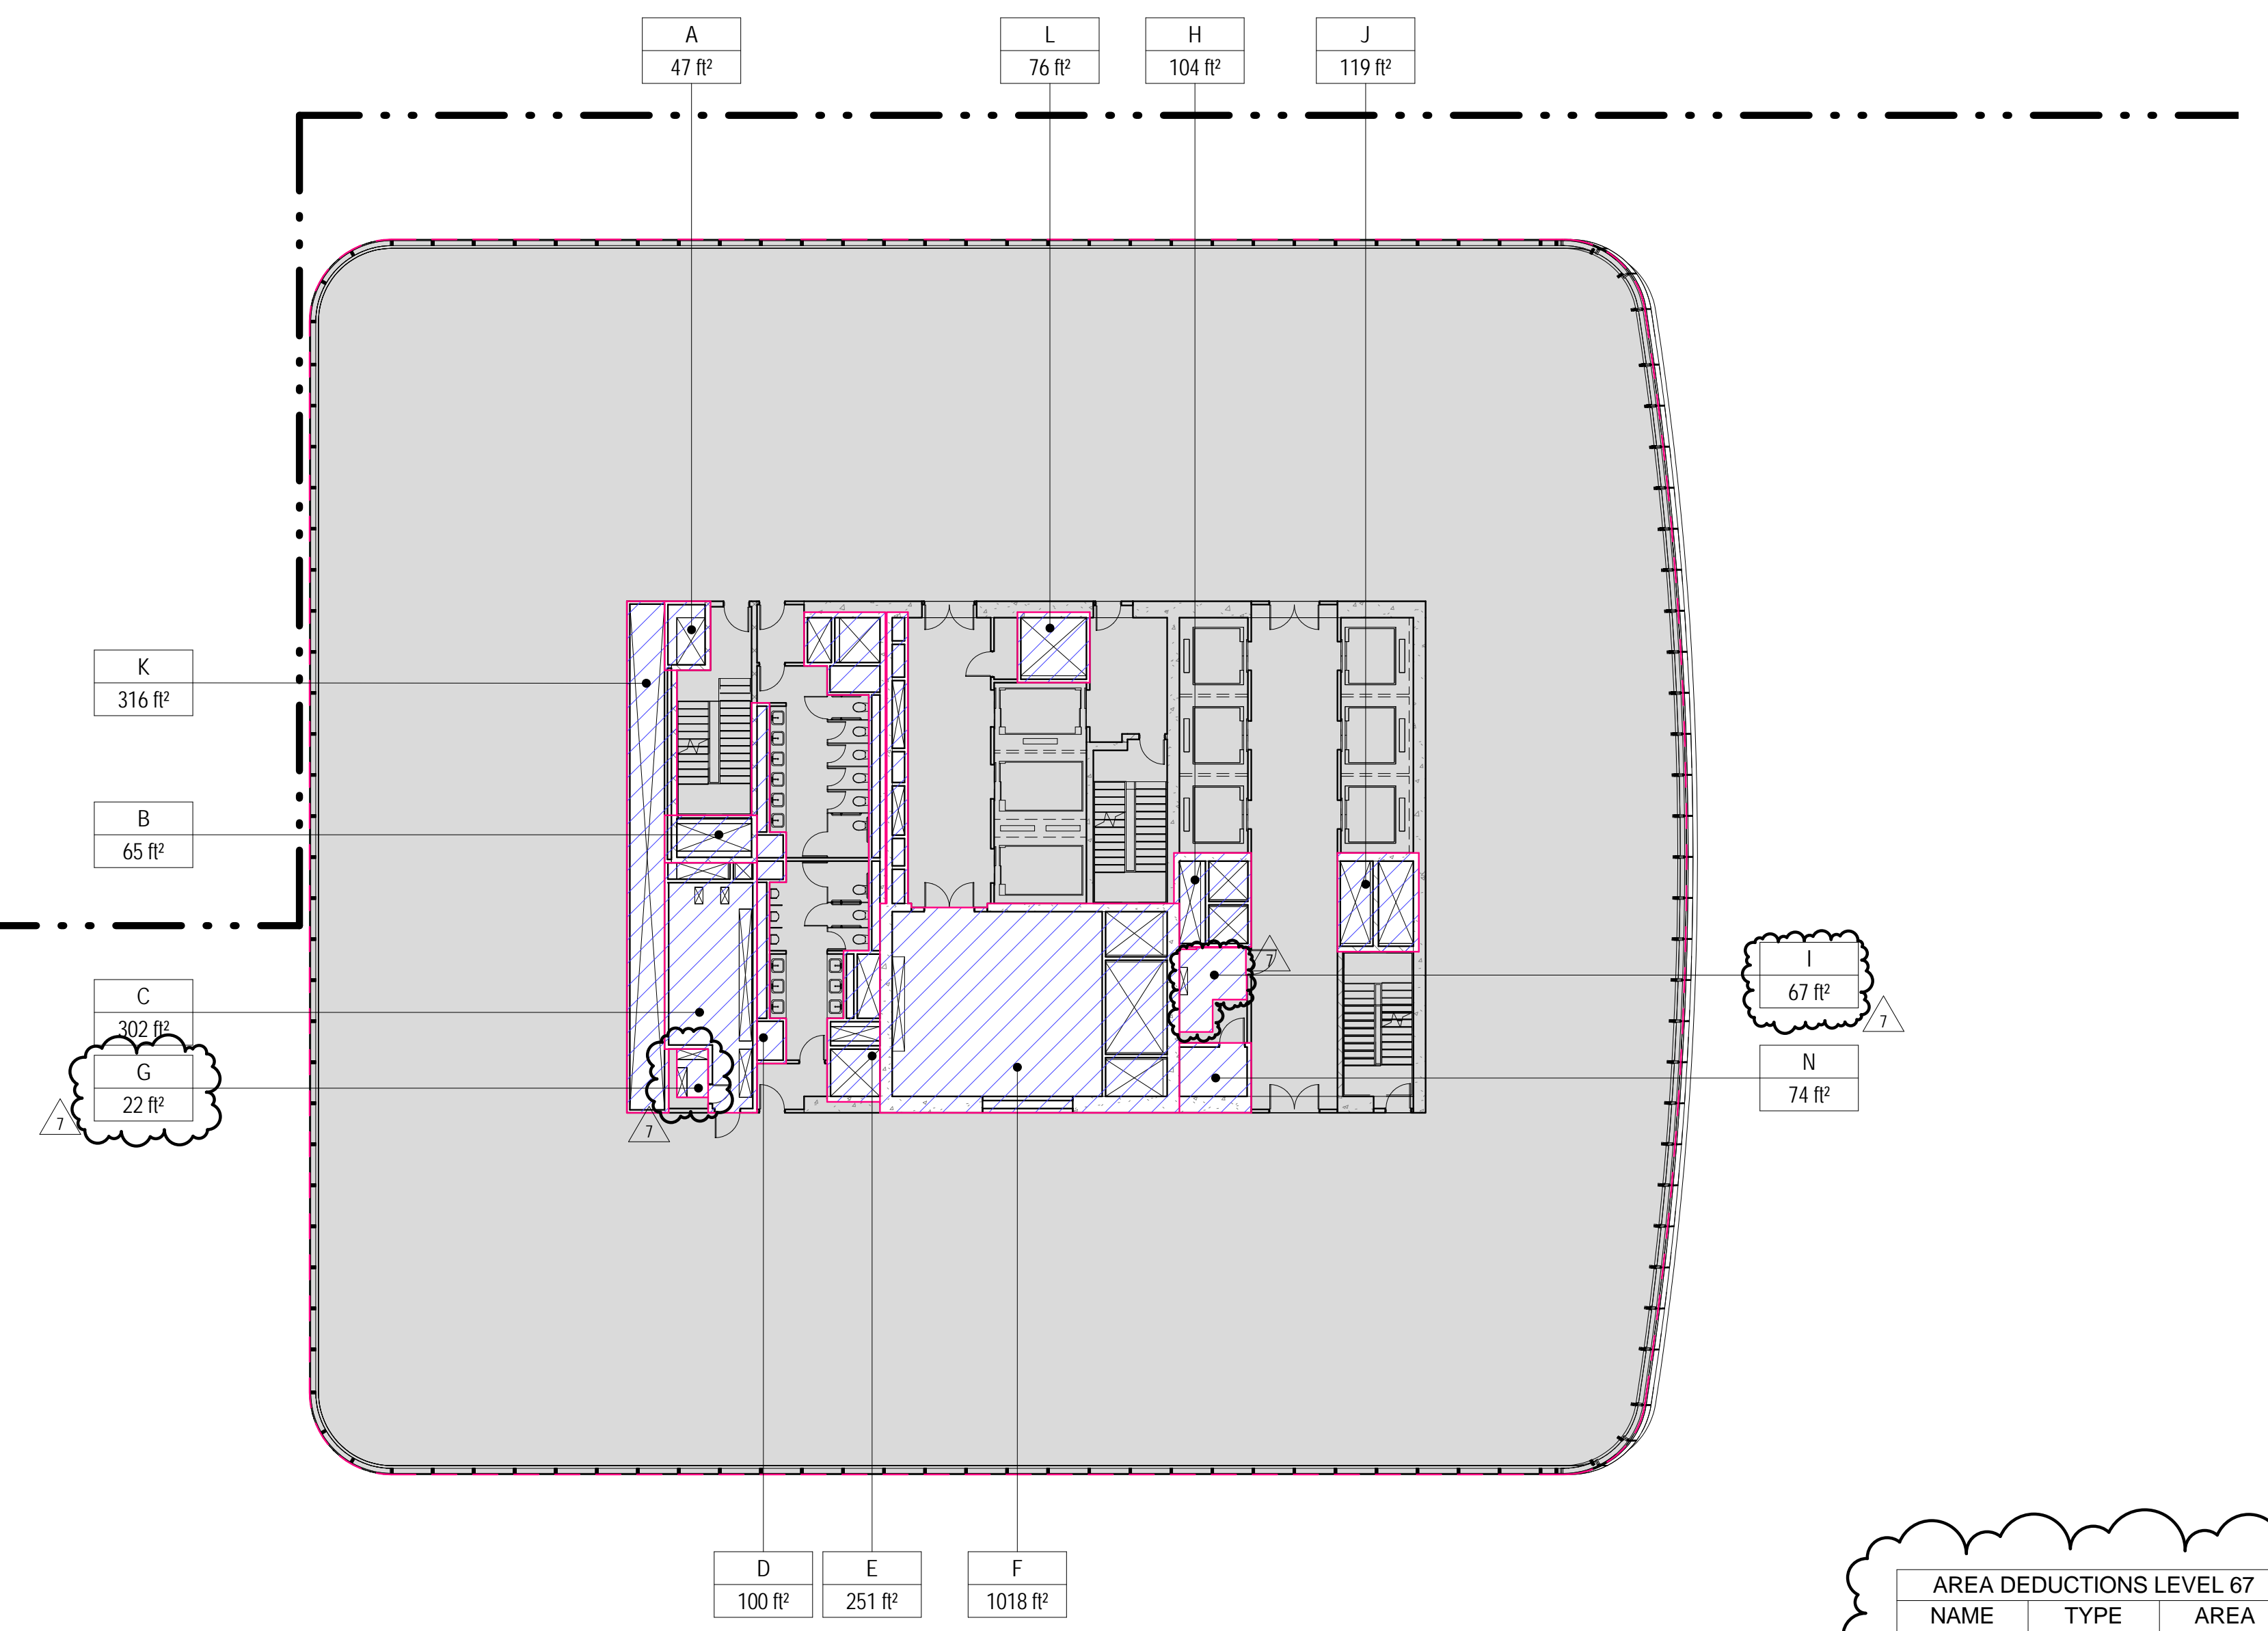 A
47 ft²
L
76 ft²
H
104 ft²
J
119 ft²
K
316 ft²
B
65 ft²
C
302 ft²
G
22 ft²
7
7
7
I
67 ft²
7
N
74 ft²
D
100 ft²
E
251 ft²
F
1018 ft²
AREA DEDUCTIONS LEVEL 67
NAME TYPE AREA